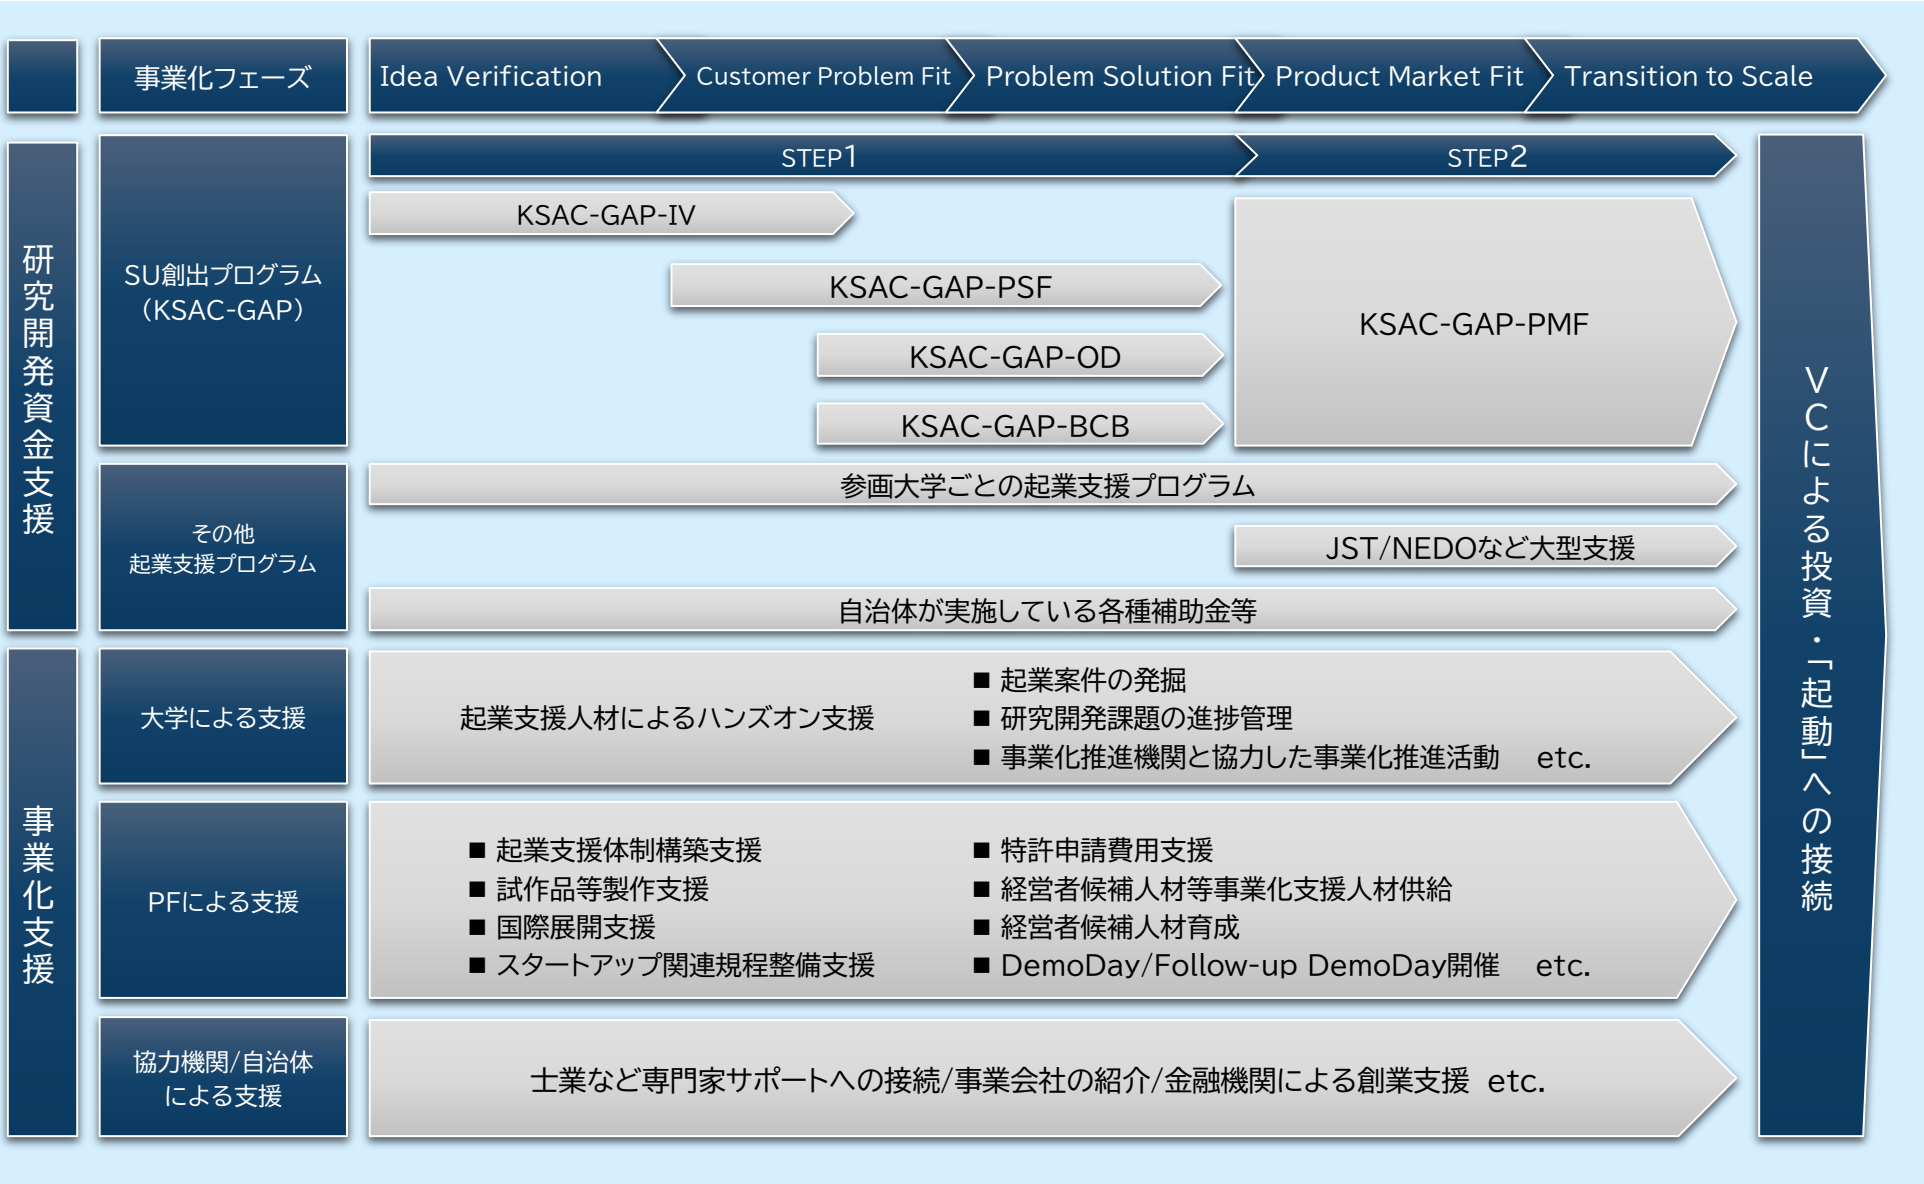 事業化フェーズ
Idea Verification
Customer Problem Fit
Problem Solution Fit
Product Market Fit
Transition to Scale
研究開発資金支援
SU創出プログラム
（KSAC-GAP）
STEP1
STEP2
KSAC-GAP-IV
KSAC-GAP-PSF
KSAC-GAP-OD
KSAC-GAP-BCB
KSAC-GAP-PMF
その他
起業支援プログラム
参画大学ごとの起業支援プログラム
JST/NEDOなど大型支援
自治体が実施している各種補助金等
事業化支援
大学による支援
起業支援人材によるハンズオン支援
■ 起業案件の発掘
■ 研究開発課題の進捗管理
■ 事業化推進機関と協力した事業化推進活動　etc.
PFによる支援
■ 起業支援体制構築支援
■ 試作品等製作支援
■ 国際展開支援
■ スタートアップ関連規程整備支援
■ 特許申請費用支援
■ 経営者候補人材等事業化支援人材供給
■ 経営者候補人材育成
■ DemoDay/Follow-up DemoDay開催　etc.
協力機関/自治体
による支援
士業など専門家サポートへの接続/事業会社の紹介/金融機関による創業支援 etc.
VCによる投資・「起動」への接続